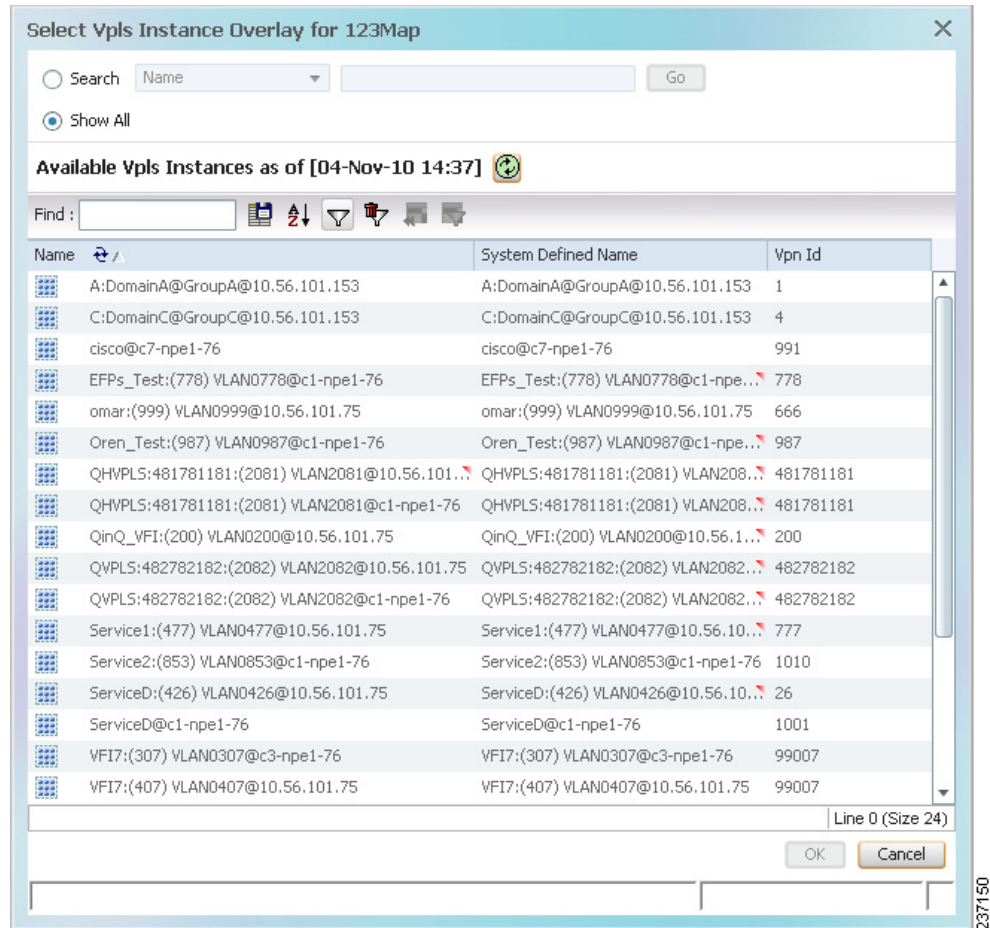 Select Vpls Instance Overlay for 123Map
Search Name Go
Show All
Available Vpls Instances as of [04-Nov-10 14:37]
Find :
Name System Defined Name Vpn Id
A:DomainA@GroupA@10.56.101.153 A:DomainA@GroupA@10.56.101.153 1
C:DomainC@GroupC@10.56.101.153 C:DomainC@GroupC@10.56.101.153 4
cisco@c7-npe1-76 cisco@c7-npe1-76 991
EFPs_Test:(778) VLAN0778@c1-npe1-76 EFPs_Test:(778) VLAN0778@c1-npe... 778
omar:(999) VLAN0999@10.56.101.75 omar:(999) VLAN0999@10.56.101.75 666
Oren_Test:(987) VLAN0987@c1-npe1-76 Oren_Test:(987) VLAN0987@c1-npe... 987
QHVPLS:481781181:(2081) VLAN2081@10.56.101... QHVPLS:481781181:(2081) VLAN208... 481781181
QHVPLS:481781181:(2081) VLAN2081@c1-npe1-76 QHVPLS:481781181:(2081) VLAN208... 481781181
QinQ_VFI:(200) VLAN0200@10.56.101.75 QinQ_VFI:(200) VLAN0200@10.56.1... 200
QVPLS:482782182:(2082) VLAN2082@10.56.101.75 QVPLS:482782182:(2082) VLAN2082... 482782182
QVPLS:482782182:(2082) VLAN2082@c1-npe1-76 QVPLS:482782182:(2082) VLAN2082... 482782182
Service1:(477) VLAN0477@10.56.101.75 Service1:(477) VLAN0477@10.56.10... 777
Service2:(853) VLAN0853@c1-npe1-76 Service2:(853) VLAN0853@c1-npe1-76 1010
ServiceD:(426) VLAN0426@10.56.101.75 ServiceD:(426) VLAN0426@10.56.10... 26
ServiceD@c1-npe1-76 ServiceD@c1-npe1-76 1001
VFI7:(307) VLAN0307@c3-npe1-76 VFI7:(307) VLAN0307@c3-npe1-76 99007
VFI7:(407) VLAN0407@10.56.101.75 VFI7:(407) VLAN0407@10.56.101.75 99007
Line 0 (Size 24)
OK Cancel
237150